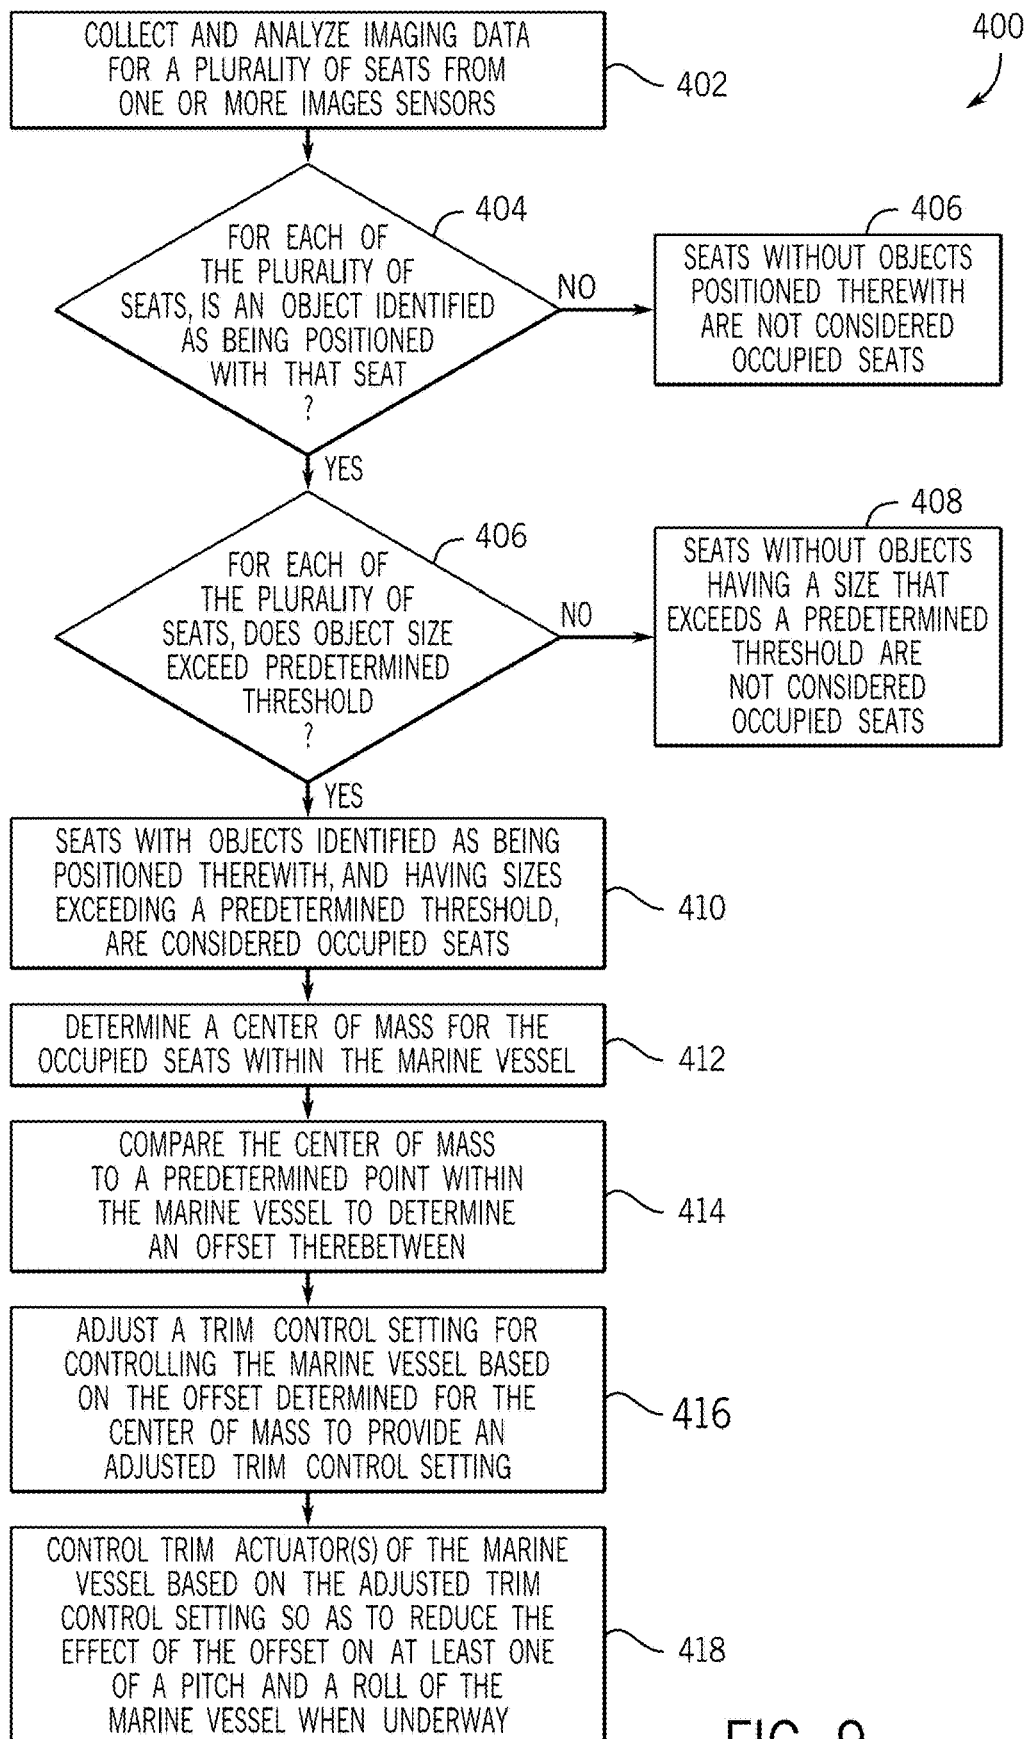 400
COLLECT AND ANALYZE IMAGING DATA
FOR A PLURALITY OF SEATS FROM
ONE OR MORE IMAGES SENSORS
402
404
FOR EACH OF
THE PLURALITY OF
SEATS, IS AN OBJECT IDENTIFIED
AS BEING POSITIONED
WITH THAT SEAT
?
NO
406
SEATS WITHOUT OBJECTS
POSITIONED THEREWITH
ARE NOT CONSIDERED
OCCUPIED SEATS
YES
406
FOR EACH OF
THE PLURALITY OF
SEATS, DOES OBJECT SIZE
EXCEED PREDETERMINED
THRESHOLD
?
NO
408
SEATS WITHOUT OBJECTS
HAVING A SIZE THAT
EXCEEDS A PREDETERMINED
THRESHOLD ARE
NOT CONSIDERED
OCCUPIED SEATS
YES
SEATS WITH OBJECTS IDENTIFIED AS BEING
POSITIONED THEREWITH, AND HAVING SIZES
EXCEEDING A PREDETERMINED THRESHOLD,
ARE CONSIDERED OCCUPIED SEATS
410
DETERMINE A CENTER OF MASS FOR THE
OCCUPIED SEATS WITHIN THE MARINE VESSEL
412
COMPARE THE CENTER OF MASS
TO A PREDETERMINED POINT WITHIN
THE MARINE VESSEL TO DETERMINE
AN OFFSET THEREBETWEEN
414
ADJUST A TRIM CONTROL SETTING FOR
CONTROLLING THE MARINE VESSEL BASED
ON THE OFFSET DETERMINED FOR THE
CENTER OF MASS TO PROVIDE AN
ADJUSTED TRIM CONTROL SETTING
416
CONTROL TRIM ACTUATOR(S) OF THE MARINE
VESSEL BASED ON THE ADJUSTED TRIM
CONTROL SETTING SO AS TO REDUCE THE
EFFECT OF THE OFFSET ON AT LEAST ONE
OF A PITCH AND A ROLL OF THE
MARINE VESSEL WHEN UNDERWAY
418
FIG.